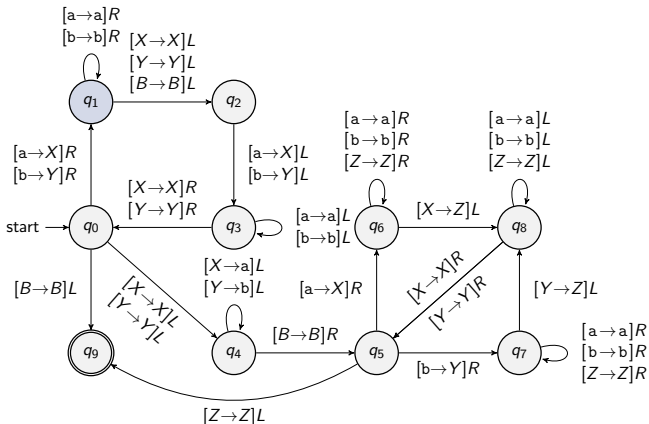 [a→a]R
[b→b]R
[X→X]L
[Y→Y]L
[B→B]L
q1
q2
[a→X]R
[b→Y]R
[a→X]L
[b→Y]L
[X→X]R
[Y→Y]R
start
q0
q3
[B→B]L
[X→X]L
[Y→Y]L
[X→a]L
[Y→b]L
q9
q4
[B→B]R
[a→a]R
[b→b]R
[Z→Z]R
[a→a]L
[b→b]L
[Z→Z]L
[a→a]L
[b→b]L
q6
[X→Z]L
q8
[a→X]R
[X→X]R
[Y→Y]R
[Y→Z]L
q5
[b→Y]R
q7
[a→a]R
[b→b]R
[Z→Z]R
[Z→Z]L